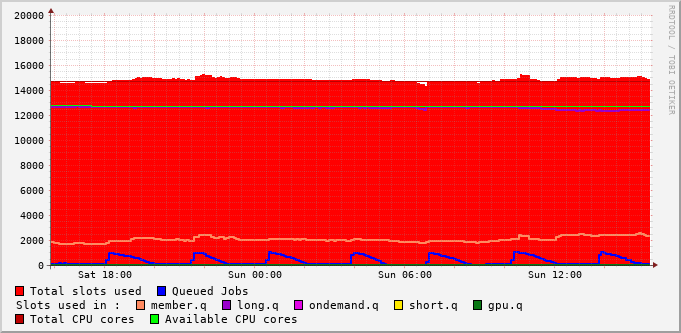 20000
18000
16000
14000
12000
10000
8000
6000
4000
2000
0
Sat 18:00 Sun 00:00 Sun 06:00 Sun 12:00
RRDTOOL / TOBI OETIKER
Total slots used Queued Jobs
Slots used in : member.q long.q ondemand.q short.q gpu.q
Total CPU cores Available CPU cores